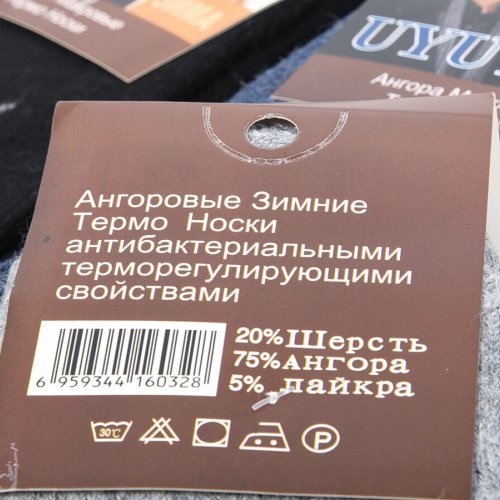 UYU
Ангора М
Ангоровые Зимние
Термо Носки
антибактериальными
терморегулирующими
свойствами
20%Шерсть
75%Ангора
5% лайкра
6 959344 160328
30°C
P